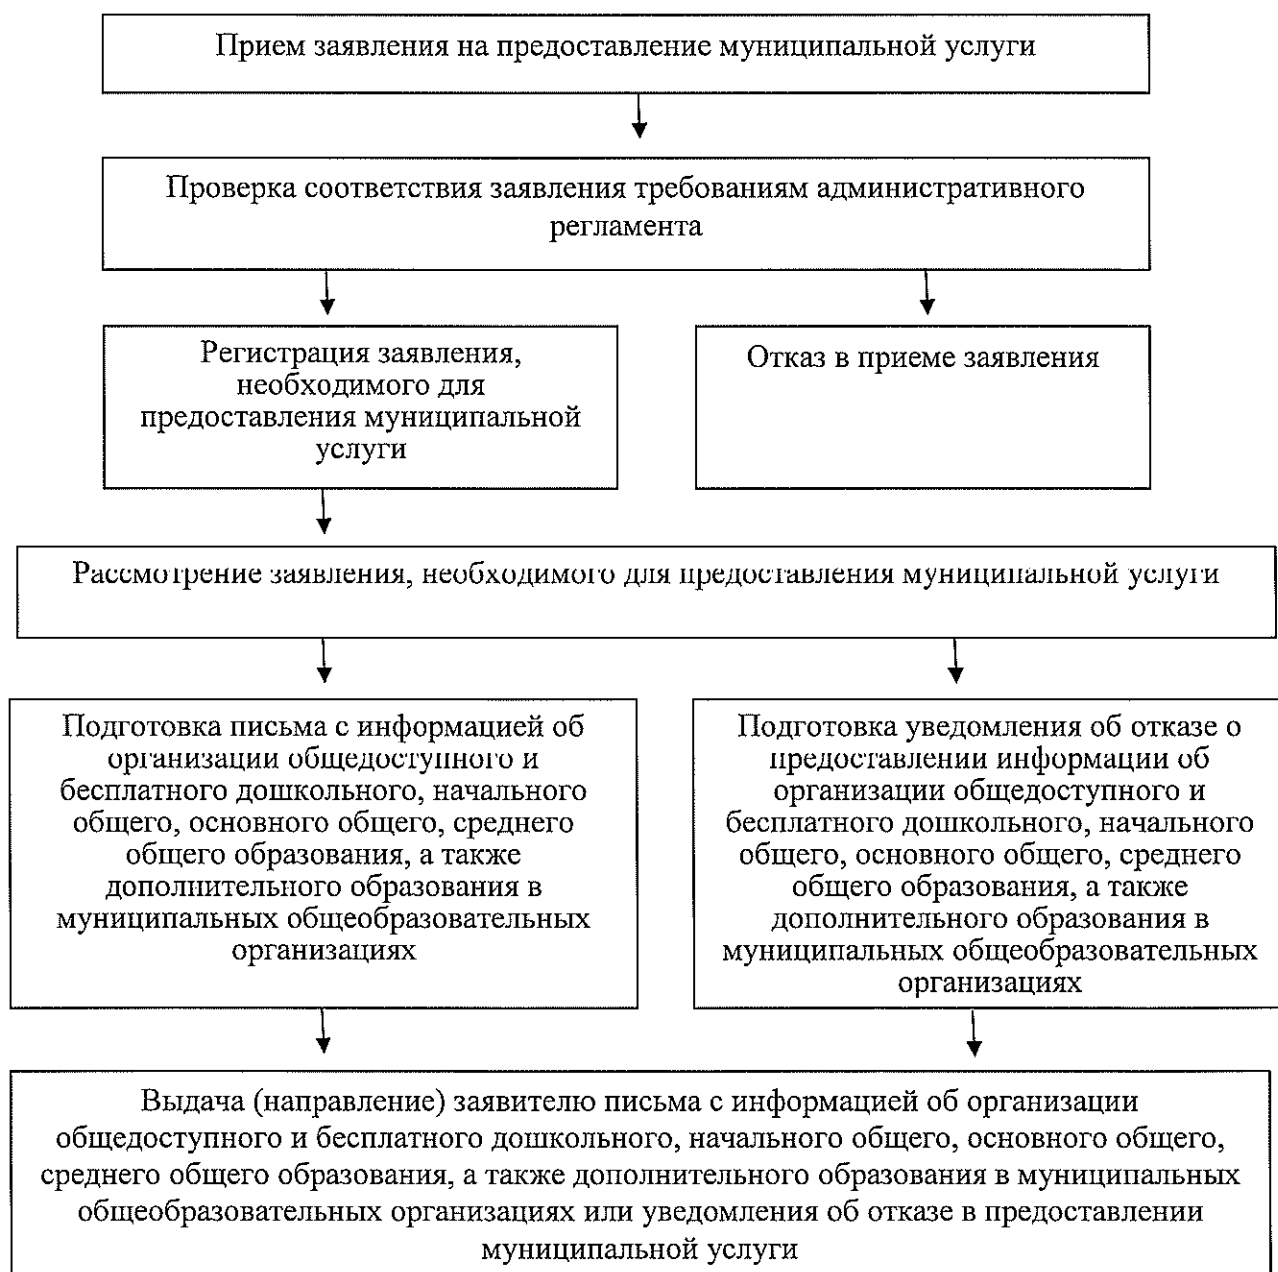 Прием заявления на предоставление муниципальной услуги
Проверка соответствия заявления требованиям административного
регламента
Регистрация заявления,
необходимого для
предоставления муниципальной
услуги
Отказ в приеме заявления
Рассмотрение заявления, необходимого для предоставления муниципальной услуги
Подготовка письма с информацией об
организации общедоступного и
бесплатного дошкольного, начального
общего, основного общего, среднего
общего образования, а также
дополнительного образования в
муниципальных общеобразовательных
организациях
Подготовка уведомления об отказе о
предоставлении информации об
организации общедоступного и
бесплатного дошкольного, начального
общего, основного общего, среднего
общего образования, а также
дополнительного образования в
муниципальных общеобразовательных
организациях
Выдача (направление) заявителю письма с информацией об организации
общедоступного и бесплатного дошкольного, начального общего, основного общего,
среднего общего образования, а также дополнительного образования в муниципальных
общеобразовательных организациях или уведомления об отказе в предоставлении
муниципальной услуги